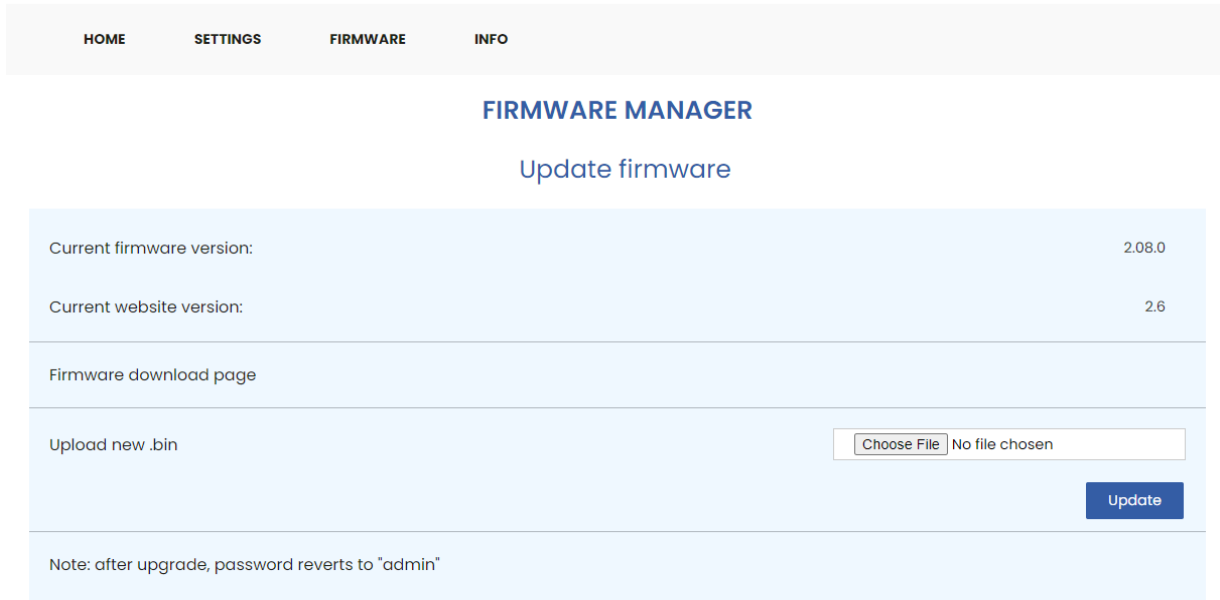 HOME SETTINGS FIRMWARE INFO
FIRMWARE MANAGER
Update firmware
Current firmware version: 2.08.0
Current website version: 2.6
Firmware download page
Upload new .bin Choose File No file chosen
Update
Note: after upgrade, password reverts to "admin"